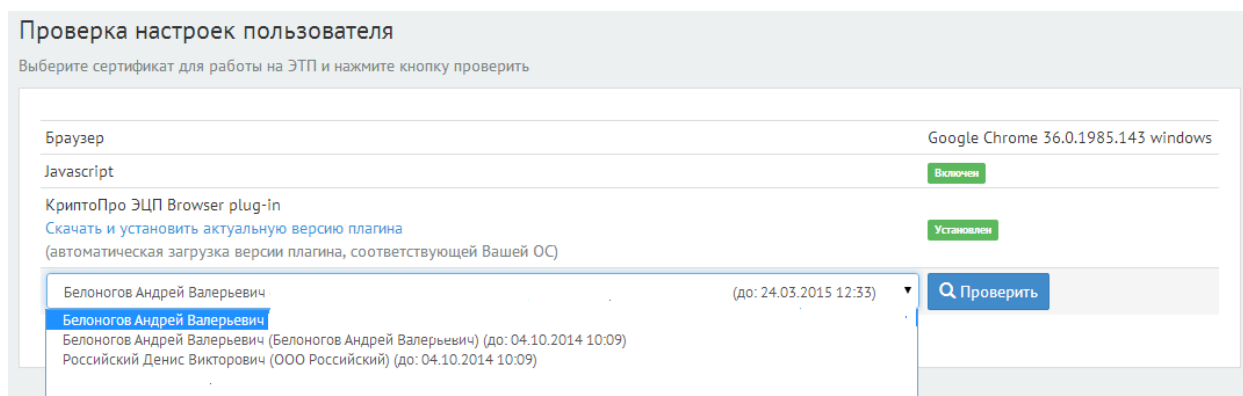 Проверка настроек пользователя
Выберите сертификат для работы на ЭТП и нажмите кнопку проверить
Браузер Google Chrome 36.0.1985.143 windows
Javascript Включен
КриптоПро ЭЦП Browser plug-in
Скачать и установить актуальную версию плагина Установлен
(автоматическая загрузка версии плагина, соответствующей Вашей ОС)
Белоногов Андрей Валерьевич (до: 24.03.2015 12:33) Проверить
Белоногов Андрей Валерьевич
Белоногов Андрей Валерьевич (Белоногов Андрей Валерьевич) (до: 04.10.2014 10:09)
Российский Денис Викторович (ООО Российский) (до: 04.10.2014 10:09)